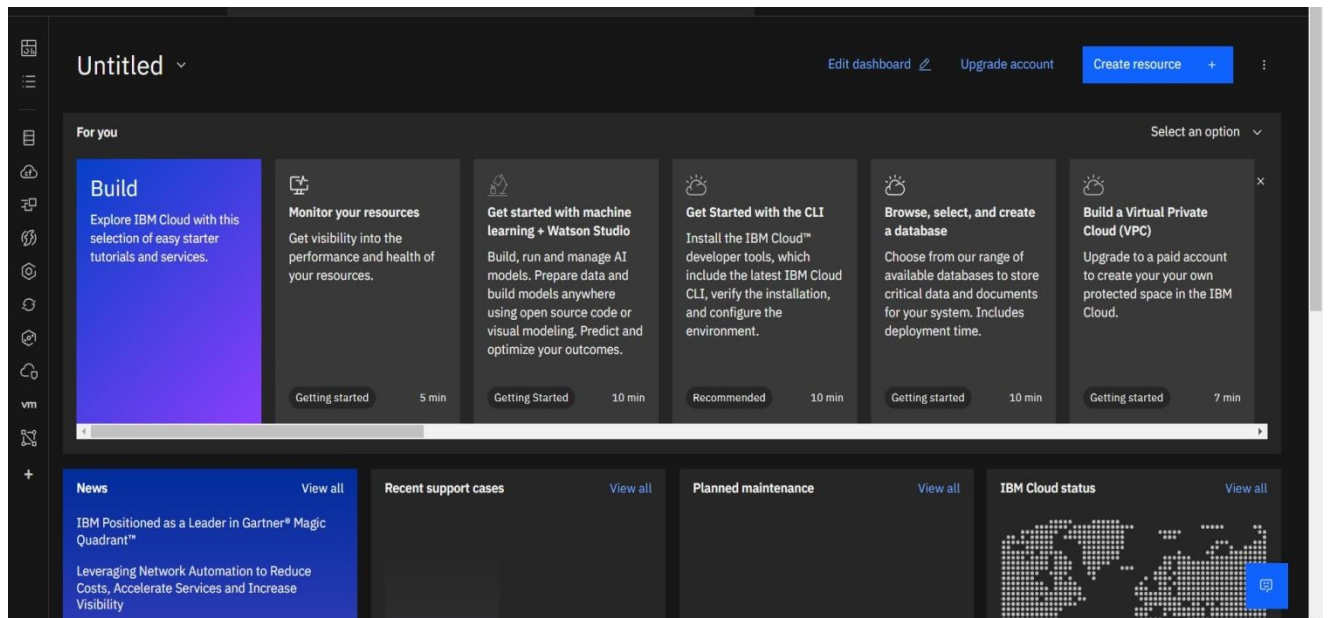 Untitled
Edit dashboard
Upgrade account
Create resource +
For you
Select an option
Build
Explore IBM Cloud with this
selection of easy starter
tutorials and services.
Monitor your resources
Get visibility into the
performance and health of
your resources.
Getting started 5 min
Get started with machine
learning + Watson Studio
Build, run and manage AI
models. Prepare data and
build models anywhere
using open source code or
visual modeling. Predict and
optimize your outcomes.
Getting Started 10 min
Get Started with the CLI
Install the IBM Cloud™
developer tools, which
include the latest IBM Cloud
CLI, verify the installation,
and configure the
environment.
Recommended 10 min
Browse, select, and create
a database
Choose from our range of
available databases to store
critical data and documents
for your system. Includes
deployment time.
Getting started 10 min
Build a Virtual Private
Cloud (VPC)
Upgrade to a paid account
to create your your own
protected space in the IBM
Cloud.
Getting started 7 min
vm
News View all
IBM Positioned as a Leader in Gartner® Magic
Quadrant™
Leveraging Network Automation to Reduce
Costs, Accelerate Services and Increase
Visibility
Recent support cases View all
Planned maintenance View all
IBM Cloud status View all